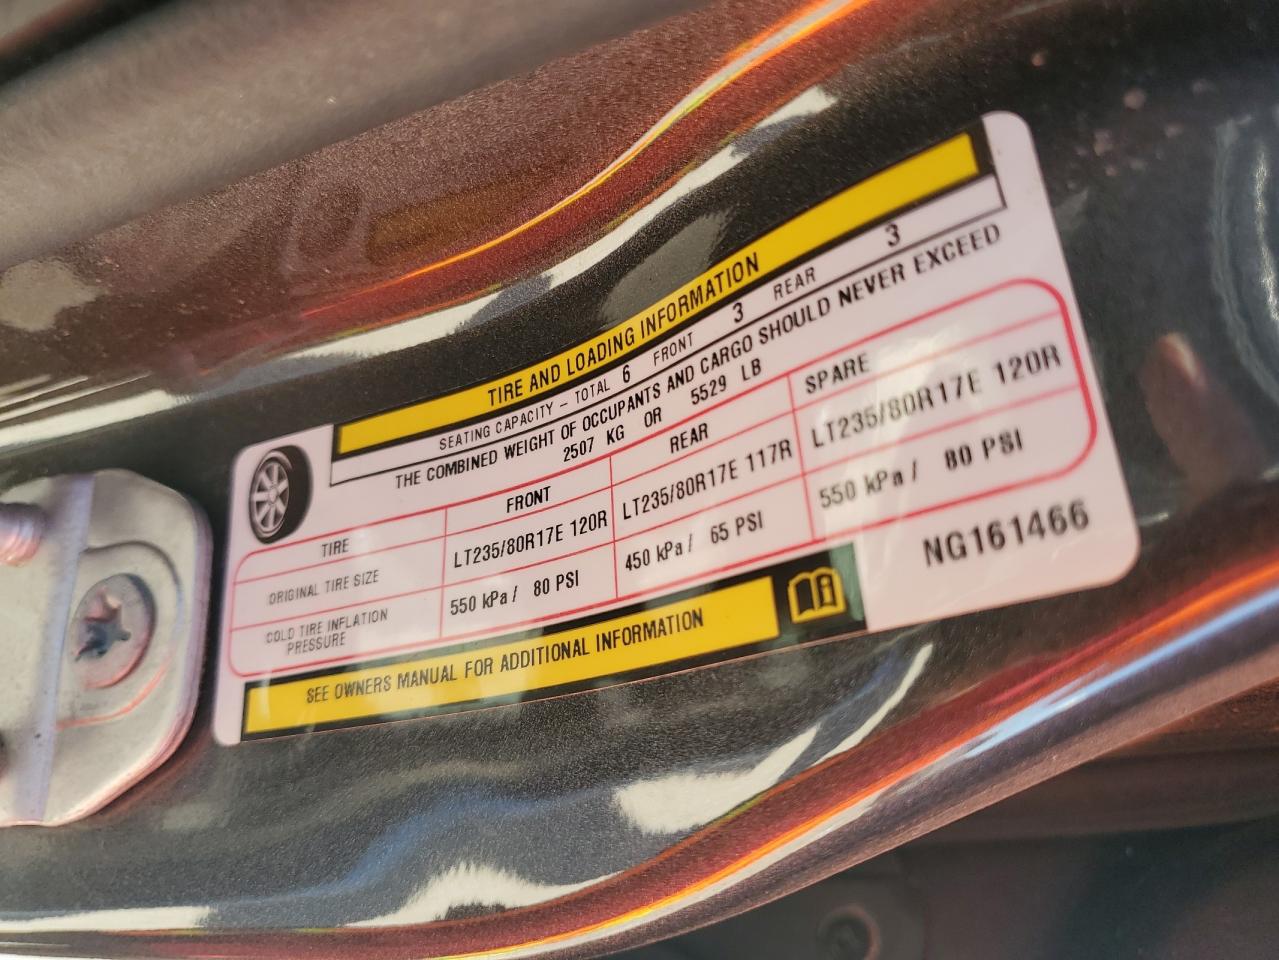 TIRE AND LOADING INFORMATION
SEATING CAPACITY – TOTAL 6 FRONT 3 REAR 3
THE COMBINED WEIGHT OF OCCUPANTS AND CARGO SHOULD NEVER EXCEED
2507 KG OR 5529 LB
TIRE FRONT REAR SPARE
ORIGINAL TIRE SIZE LT235/80R17E 120R LT235/80R17E 117R LT235/80R17E 120R
COLD TIRE INFLATION PRESSURE 550 kPa / 80 PSI 450 kPa / 65 PSI 550 kPa / 80 PSI
SEE OWNERS MANUAL FOR ADDITIONAL INFORMATION
NG161466